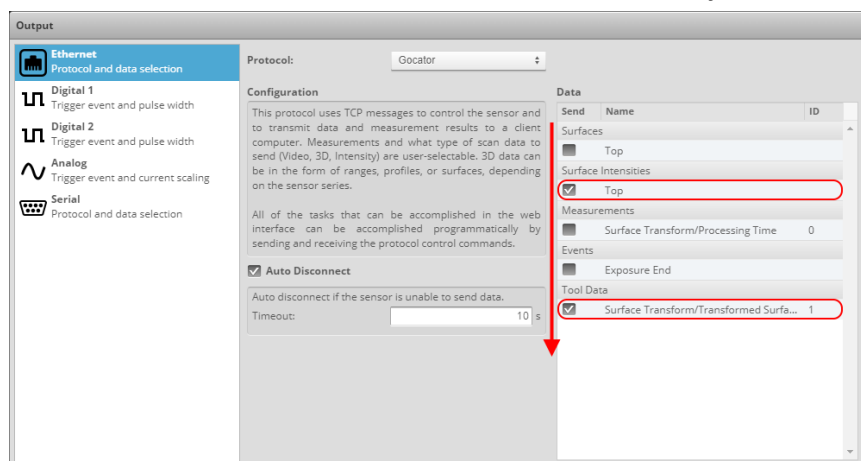 Output
Ethernet
Protocol and data selection
Digital 1
Trigger event and pulse width
Digital 2
Trigger event and pulse width
Analog
Trigger event and current scaling
Serial
Protocol and data selection
Protocol:
Gocator
Configuration
This protocol uses TCP messages to control the sensor and
to transmit data and measurement results to a client
computer. Measurements and what type of scan data to
send (Video, 3D, Intensity) are user-selectable. 3D data can
be in the form of ranges, profiles, or surfaces, depending
on the sensor series.
All of the tasks that can be accomplished in the web
interface can be accomplished programmatically by
sending and receiving the protocol control commands.
Auto Disconnect
Auto disconnect if the sensor is unable to send data.
Timeout: 10 s
Data
Send Name ID
Surfaces
Top
Surface Intensities
Top
Measurements
Surface Transform/Processing Time 0
Events
Exposure End
Tool Data
Surface Transform/Transformed Surfa... 1